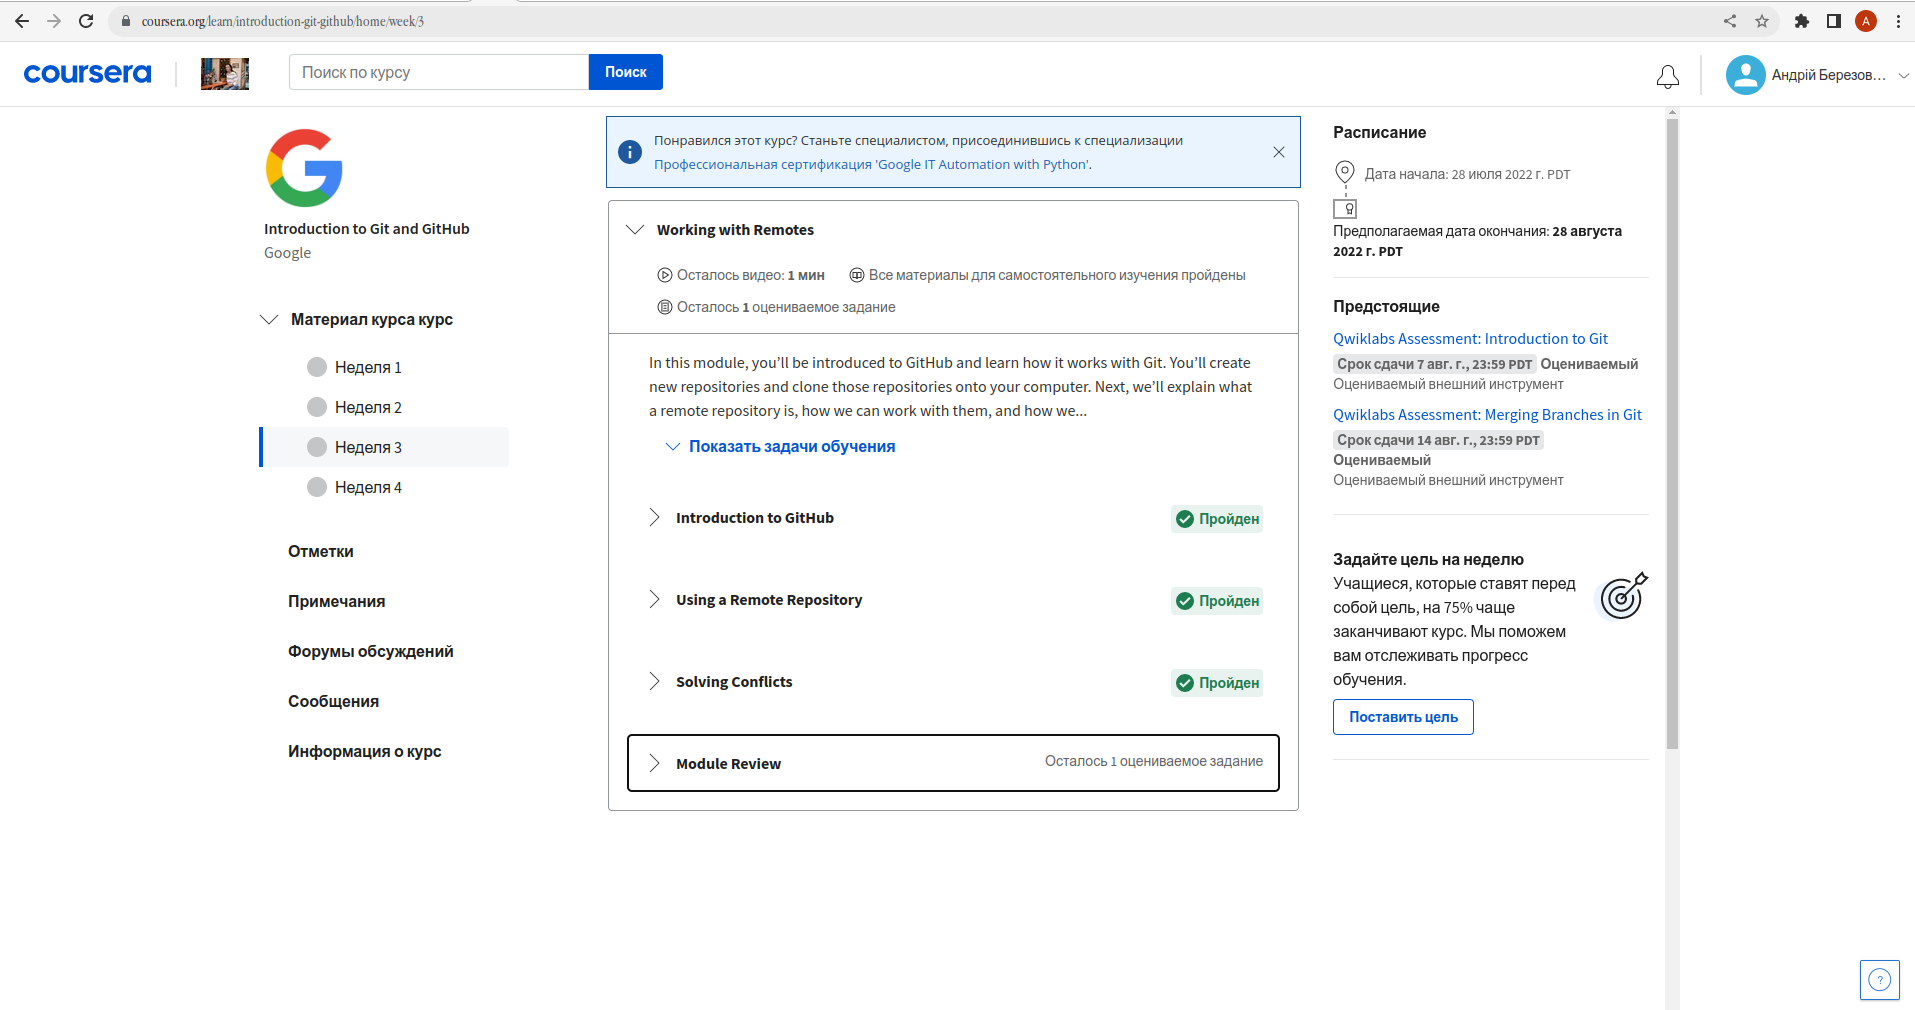 coursera.org/learn/introduction-git-github/home/week/3
A
coursera
Поиск по курсу
Поиск
Андрій Березов...
Introduction to Git and GitHub
Google
Материал курса курс
Неделя 1
Неделя 2
Неделя 3
Неделя 4
Отметки
Примечания
Форумы обсуждений
Сообщения
Информация о курс
Понравился этот курс? Станьте специалистом, присоединившись к специализации
Профессиональная сертификация 'Google IT Automation with Python'.
Working with Remotes
Осталось видео: 1 мин
Все материалы для самостоятельного изучения пройдены
Осталось 1 оцениваемое задание
In this module, you’ll be introduced to GitHub and learn how it works with Git. You’ll create
new repositories and clone those repositories onto your computer. Next, we’ll explain what
a remote repository is, how we can work with them, and how we...
Показать задачи обучения
Introduction to GitHub
Пройден
Using a Remote Repository
Пройден
Solving Conflicts
Пройден
Module Review
Осталось 1 оцениваемое задание
Расписание
Дата начала: 28 июля 2022 г. PDT
Предполагаемая дата окончания: 28 августа
2022 г. PDT
Предстоящие
Qwiklabs Assessment: Introduction to Git
Срок сдачи 7 авг. г., 23:59 PDT Оцениваемый
Оцениваемый внешний инструмент
Qwiklabs Assessment: Merging Branches in Git
Срок сдачи 14 авг. г., 23:59 PDT
Оцениваемый
Оцениваемый внешний инструмент
Задайте цель на неделю
Учащиеся, которые ставят перед
собой цель, на 75% чаще
заканчивают курс. Мы поможем
вам отслеживать прогресс
обучения.
Поставить цель
?